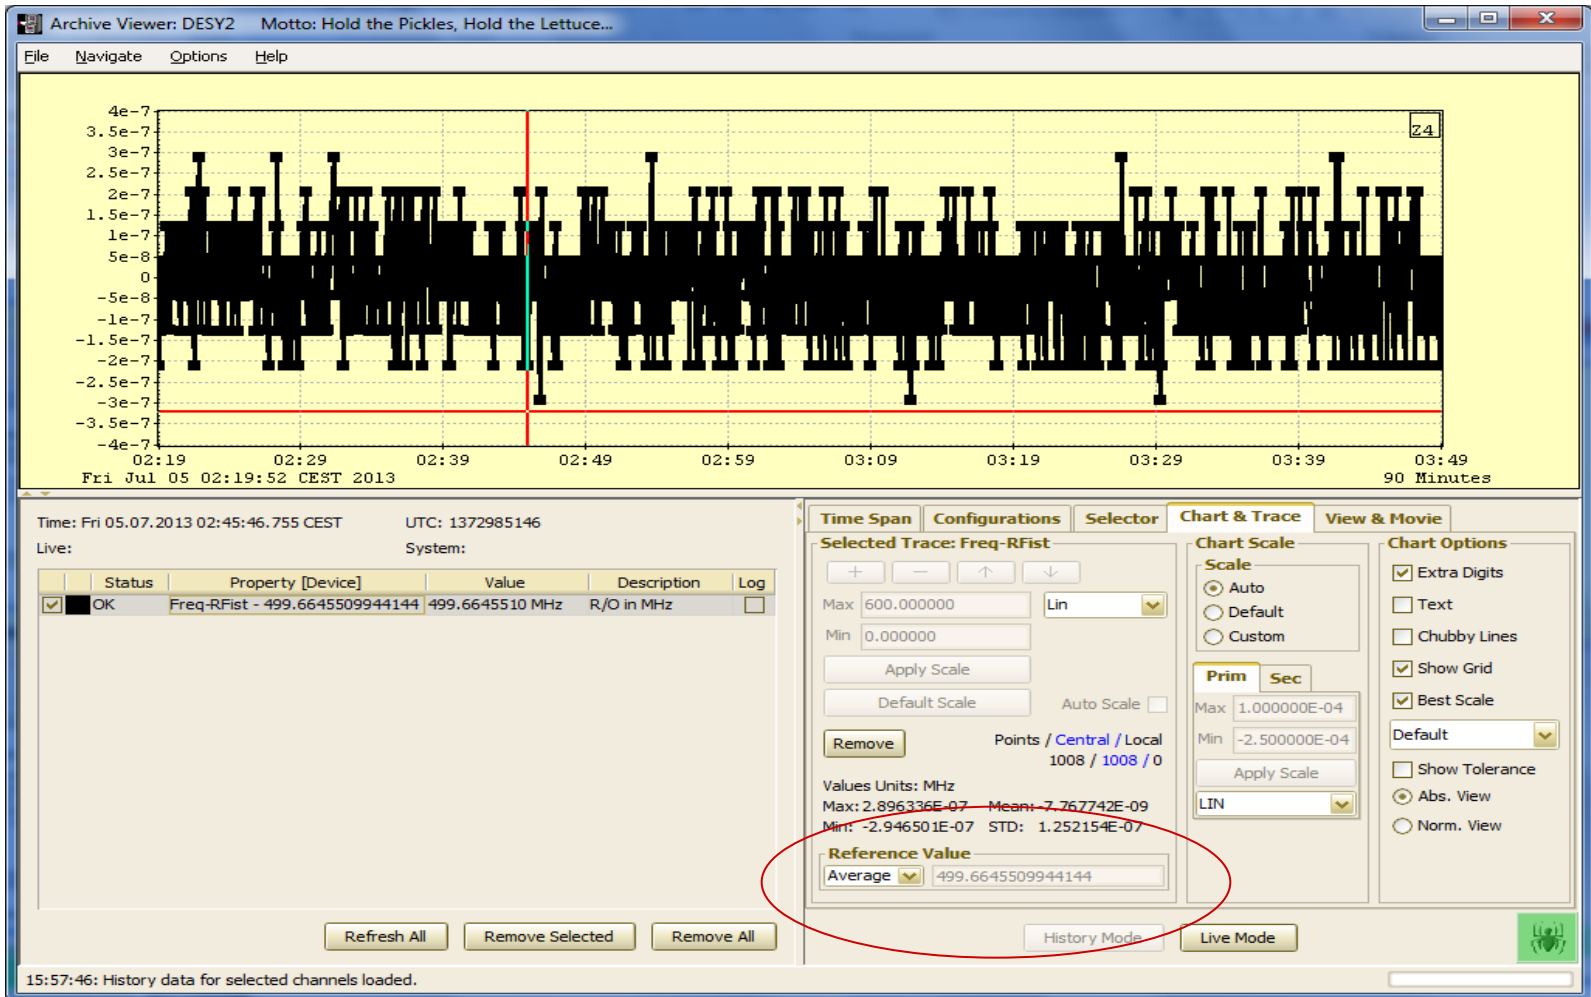 Archive Viewer: DESY2 Motto: Hold the Pickles, Hold the Lettuce...
File Navigate Options Help
4e-7
3.5e-7
3e-7
2.5e-7
2e-7
1.5e-7
1e-7
5e-8
0
-5e-8
-1e-7
-1.5e-7
-2e-7
-2.5e-7
-3e-7
-3.5e-7
-4e-7
Z4
02:19 02:29 02:39 02:49 02:59 03:09 03:19 03:29 03:39 03:49
Fri Jul 05 02:19:52 CEST 2013 90 Minutes
Time: Fri 05.07.2013 02:45:46.755 CEST UTC: 1372985146
Live: System:
Status Property [Device] Value Description Log
OK Freq-RFist - 499.6645509944144 499.6645510 MHz R/O in MHz
Refresh All Remove Selected Remove All
Time Span Configurations Selector Chart & Trace View & Movie
Selected Trace: Freq-RFist
+ − ↑ ↓
Max 600.000000 Lin
Min 0.000000
Apply Scale
Default Scale Auto Scale
Remove Points / Central / Local
1008 / 1008 / 0
Values Units: MHz
Max: 2.896336E-07 Mean: -7.767742E-09
Min: -2.946501E-07 STD: 1.252154E-07
Reference Value
Average 499.6645509944144
Chart Scale
Scale
Auto
Default
Custom
Prim Sec
Max 1.000000E-04
Min -2.500000E-04
Apply Scale
LIN
Chart Options
Extra Digits
Text
Chubby Lines
Show Grid
Best Scale
Default
Show Tolerance
Abs. View
Norm. View
History Mode Live Mode
15:57:46: History data for selected channels loaded.